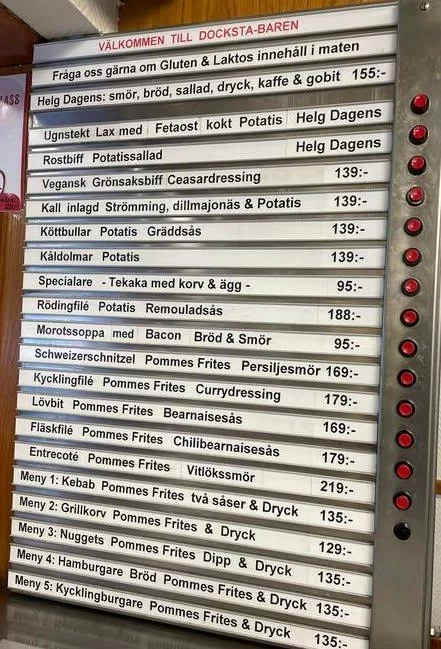 VÄLKOMMEN TILL DOCKSTA-BAREN
Fråga oss gärna om Gluten & Laktos innehåll i maten
Helg Dagens: smör, bröd, sallad, dryck, kaffe & gobit 155:-
Ugnstekt Lax med Fetaost kokt Potatis Helg Dagens
Rostbiff Potatissallad Helg Dagens
Vegansk Grönsaksbiff Ceasardressing 139:-
Kall inlagd Strömming, dillmajonäs & Potatis 139:-
Köttbullar Potatis Gräddsås 139:-
Kåldolmar Potatis 139:-
Specialare - Tekaka med korv & ägg - 95:-
Rödingfilé Potatis Remouladsås 188:-
Morotssoppa med Bacon Bröd & Smör 95:-
Schweizerschnitzel Pommes Frites Persiljesmör 169:-
Kycklingfilé Pommes Frites Currydressing 179:-
Lövbit Pommes Frites Bearnaisesås 169:-
Fläskfilé Pommes Frites Chilibearnaisesås 179:-
Entrecoté Pommes Frites Vitlökssmör 219:-
Meny 1: Kebab Pommes Frites två såser & Dryck 135:-
Meny 2: Grillkorv Pommes Frites & Dryck 129:-
Meny 3: Nuggets Pommes Frites Dipp & Dryck 135:-
Meny 4: Hamburgare Bröd Pommes Frites & Dryck 135:-
Meny 5: Kycklingburgare Pommes Frites & Dryck 135:-